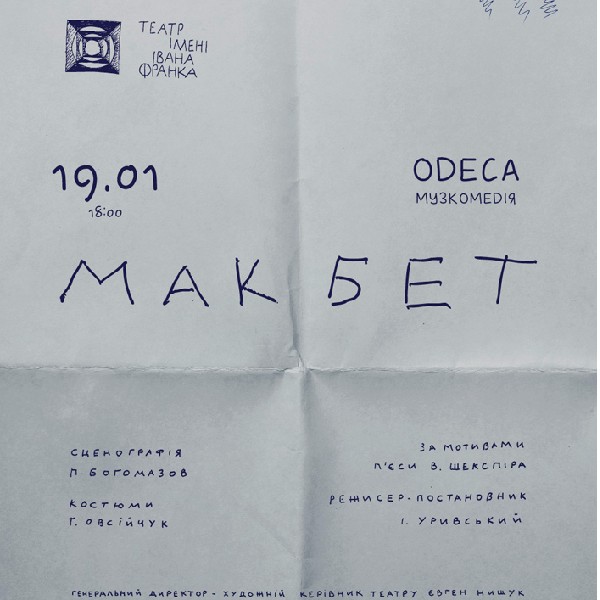 ТЕАТР
ІМЕНІ
ІВАНА
ФРАНКА
19.01
18:00
ОДЕСА
МУЗКОМЕДІЯ
МАКБЕТ
СЦЕНОГРАФІЯ
П БОГОМАЗОВ
КОСТЮМИ
Г. ОВСІЙЧУК
ЗА МОТИВАМИ
П'ЄСИ В. ШЕКСПІРА
РЕЖИСЕР-ПОСТАНОВНИК
І. УРИВСЬКИЙ
ГЕНЕРАЛЬНИЙ ДИРЕКТОР - ХУДОЖНІЙ КЕРІВНИК ТЕАТРУ ЄВГЕН НИЩУК